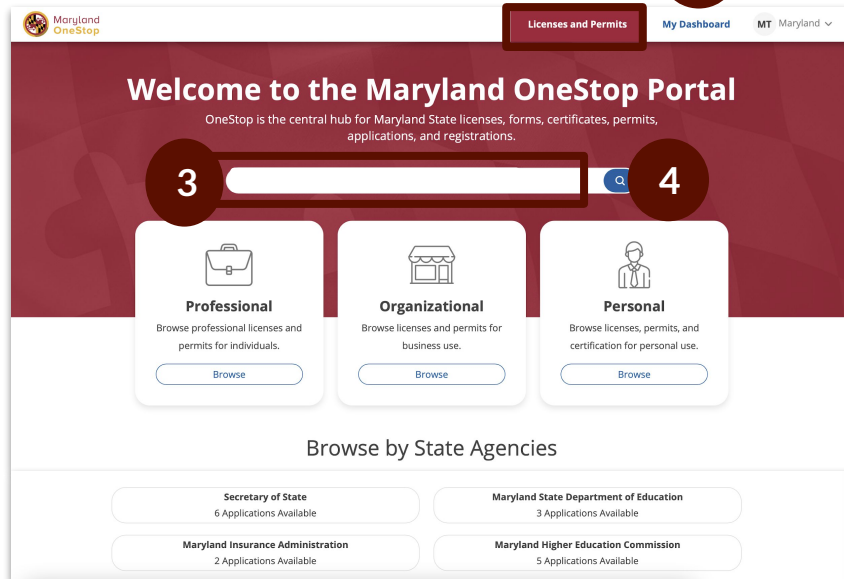 Maryland
OneStop
Licenses and Permits
My Dashboard
MT Maryland
Welcome to the Maryland OneStop Portal
OneStop is the central hub for Maryland State licenses, forms, certificates, permits,
applications, and registrations.
3
4
Professional
Browse professional licenses and
permits for individuals.
Browse
Organizational
Browse licenses and permits for
business use.
Browse
Personal
Browse licenses, permits, and
certification for personal use.
Browse
Browse by State Agencies
Secretary of State
6 Applications Available
Maryland State Department of Education
3 Applications Available
Maryland Insurance Administration
2 Applications Available
Maryland Higher Education Commission
5 Applications Available